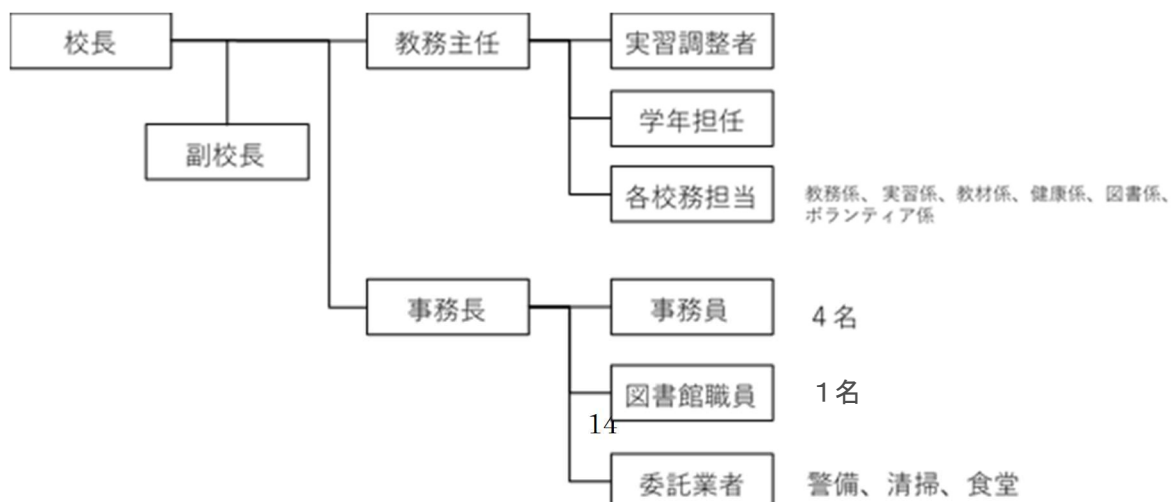 校長
教務主任
実習調整者
学年担任
副校長
各校務担当
教務係、実習係、教材係、健康係、図書係、
ボランティア係
事務長
事務員
4名
図書館職員
1名
14
委託業者
警備、清掃、食堂